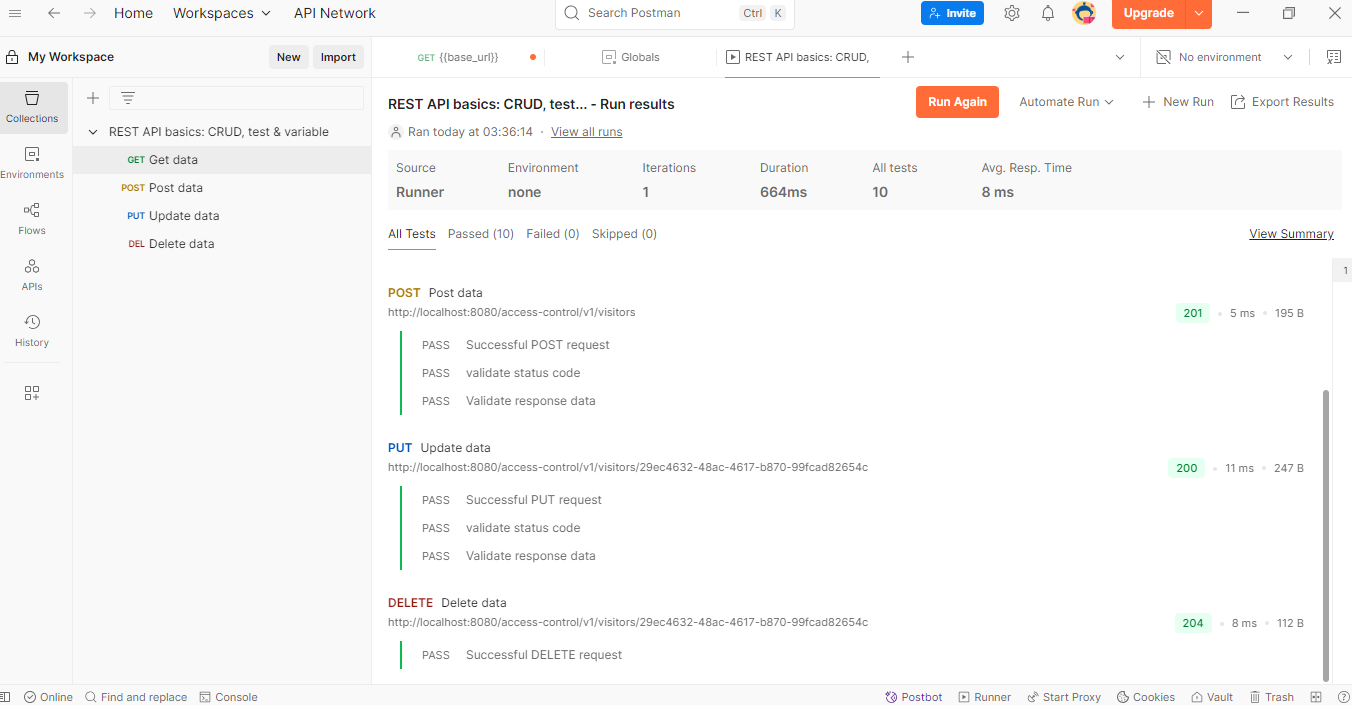 Home Workspaces API Network Search Postman Ctrl K Invite Upgrade
My Workspace New Import GET {{base_url}} Globals REST API basics: CRUD, No environment
Collections
Environments
Flows
APIs
History
REST API basics: CRUD, test & variable
GET Get data
POST Post data
PUT Update data
DEL Delete data
REST API basics: CRUD, test... - Run results Run Again Automate Run New Run Export Results
Ran today at 03:36:14 · View all runs
Source Environment Iterations Duration All tests Avg. Resp. Time
Runner none 1 664ms 10 8 ms
All Tests Passed (10) Failed (0) Skipped (0) View Summary
1
POST Post data
http://localhost:8080/access-control/v1/visitors 201 5 ms 195 B
PASS Successful POST request
PASS validate status code
PASS Validate response data
PUT Update data
http://localhost:8080/access-control/v1/visitors/29ec4632-48ac-4617-b870-99fcad82654c 200 11 ms 247 B
PASS Successful PUT request
PASS validate status code
PASS Validate response data
DELETE Delete data
http://localhost:8080/access-control/v1/visitors/29ec4632-48ac-4617-b870-99fcad82654c 204 8 ms 112 B
PASS Successful DELETE request
Online Find and replace Console Postbot Runner Start Proxy Cookies Vault Trash